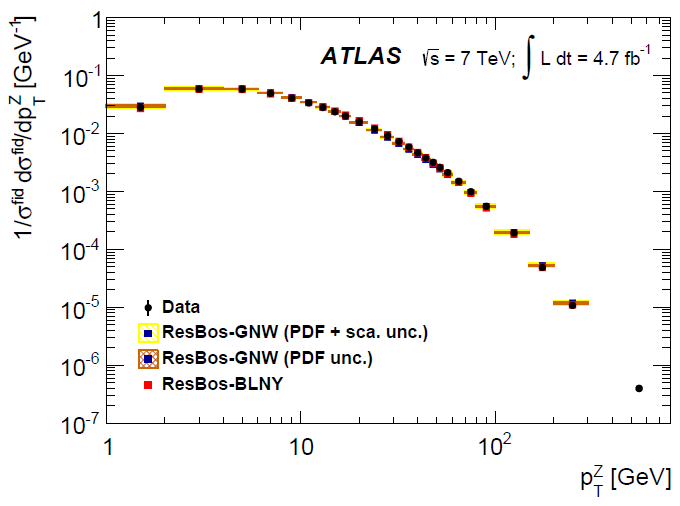 ATLAS √s = 7 TeV; ∫ L dt = 4.7 fb⁻¹
1/σ^fid dσ^fid/dp_T^Z [GeV⁻¹]
1
10⁻¹
10⁻²
10⁻³
10⁻⁴
10⁻⁵
10⁻⁶
10⁻⁷
Data
ResBos-GNW (PDF + sca. unc.)
ResBos-GNW (PDF unc.)
ResBos-BLNY
1 10 10²
p_T^Z [GeV]